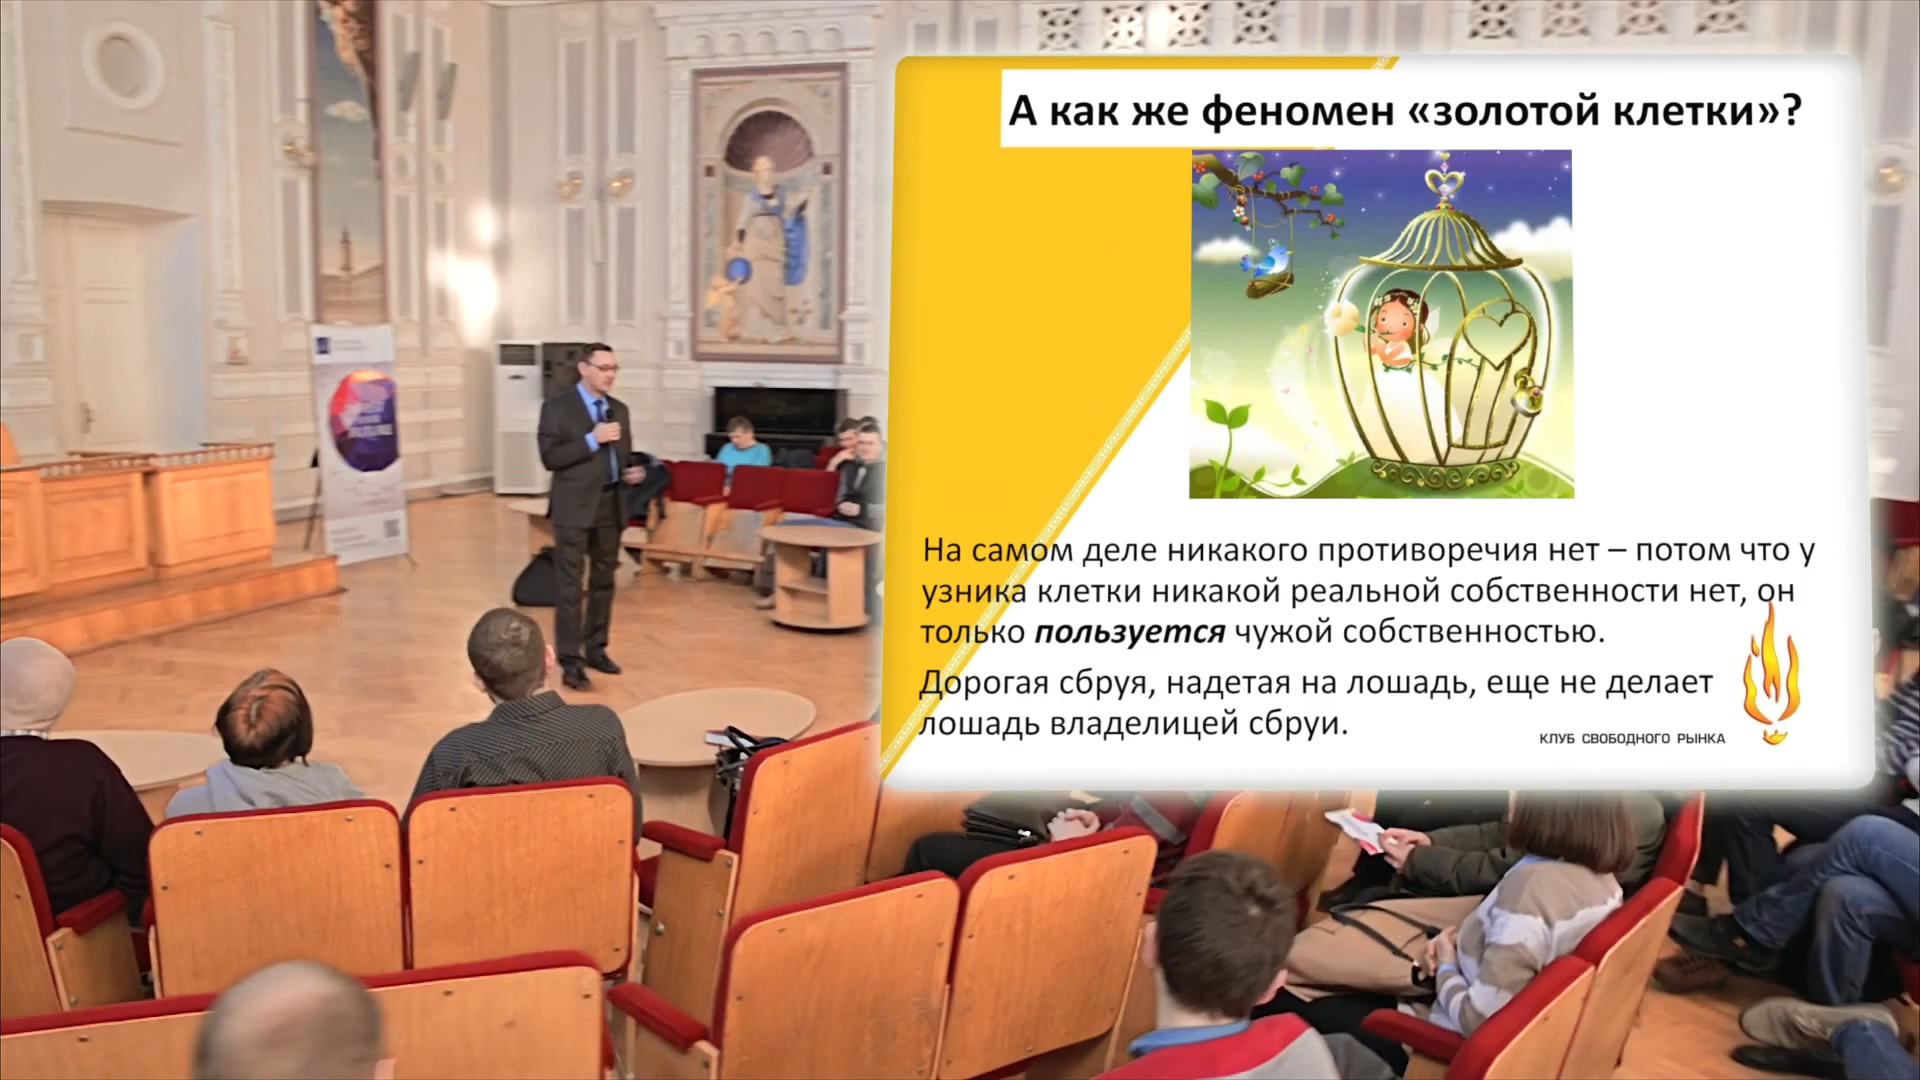 А как же феномен «золотой клетки»?
На самом деле никакого противоречия нет – потом что у
узника клетки никакой реальной собственности нет, он
только пользуется чужой собственностью.
Дорогая сбруя, надетая на лошадь, еще не делает
лошадь владелицей сбруи.
КЛУБ СВОБОДНОГО РЫНКА